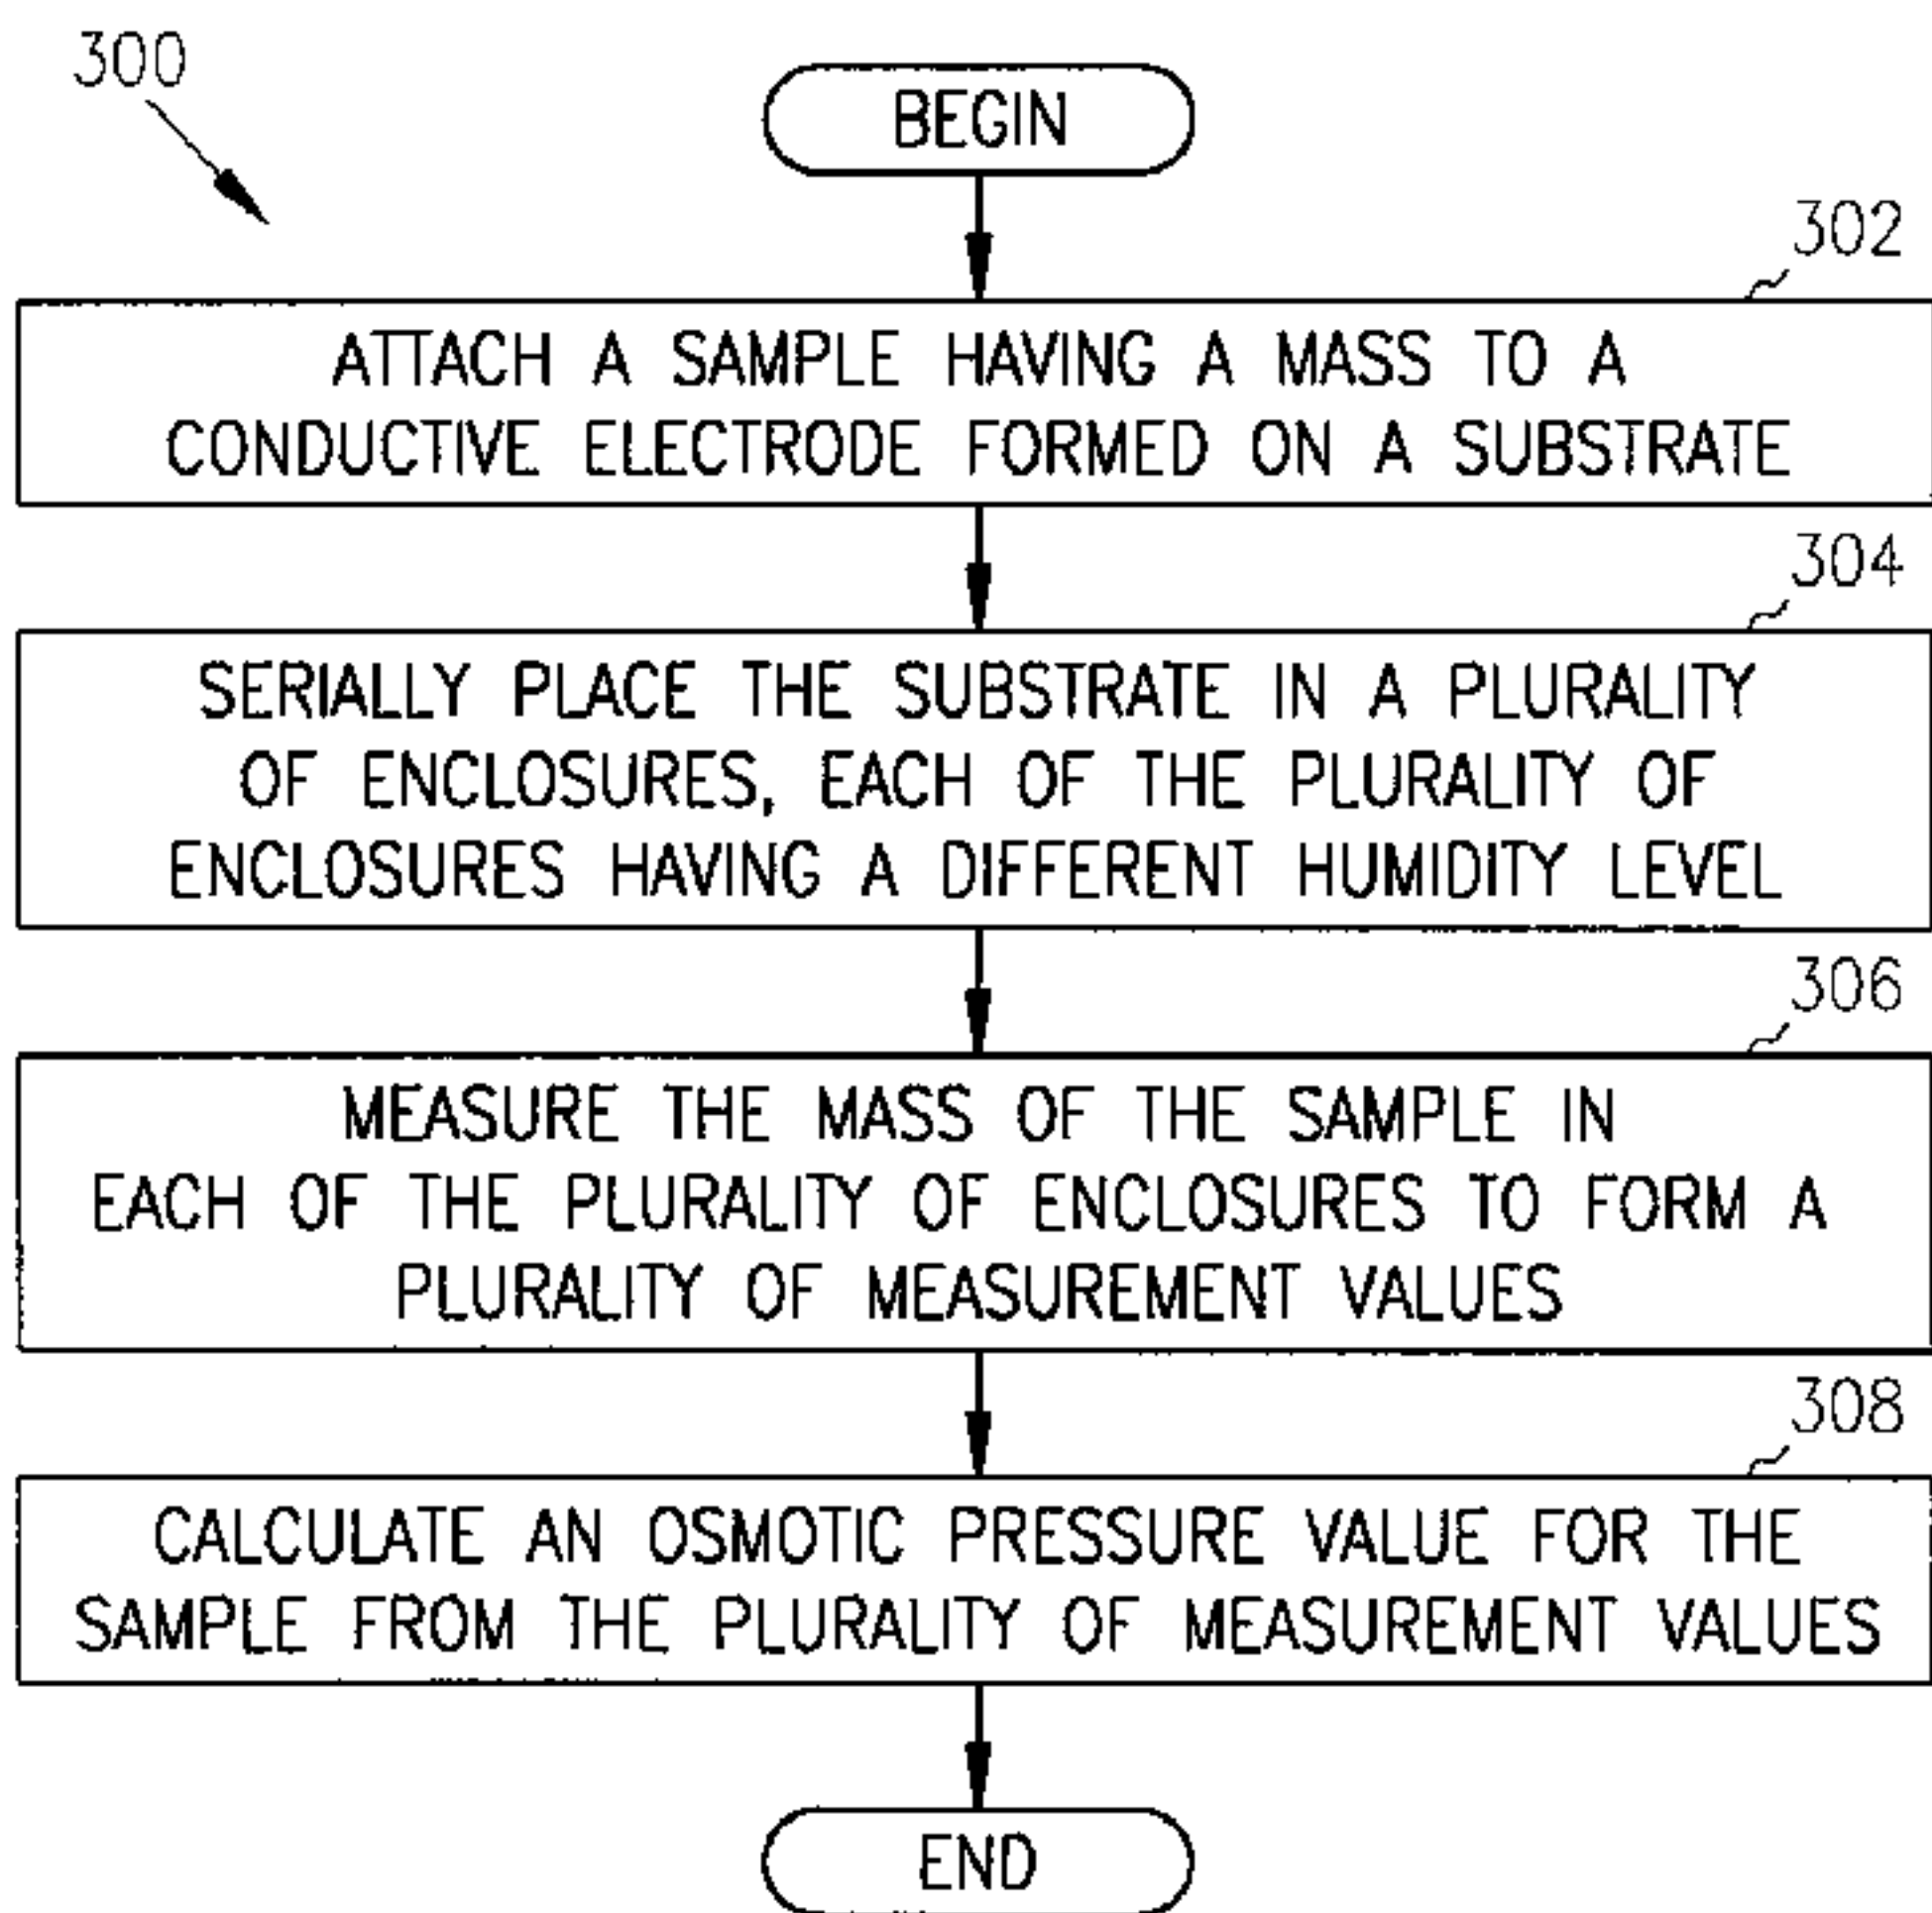 300
BEGIN
302
ATTACH A SAMPLE HAVING A MASS TO A
CONDUCTIVE ELECTRODE FORMED ON A SUBSTRATE
304
SERIALLY PLACE THE SUBSTRATE IN A PLURALITY
OF ENCLOSURES, EACH OF THE PLURALITY OF
ENCLOSURES HAVING A DIFFERENT HUMIDITY LEVEL
306
MEASURE THE MASS OF THE SAMPLE IN
EACH OF THE PLURALITY OF ENCLOSURES TO FORM A
PLURALITY OF MEASUREMENT VALUES
308
CALCULATE AN OSMOTIC PRESSURE VALUE FOR THE
SAMPLE FROM THE PLURALITY OF MEASUREMENT VALUES
END